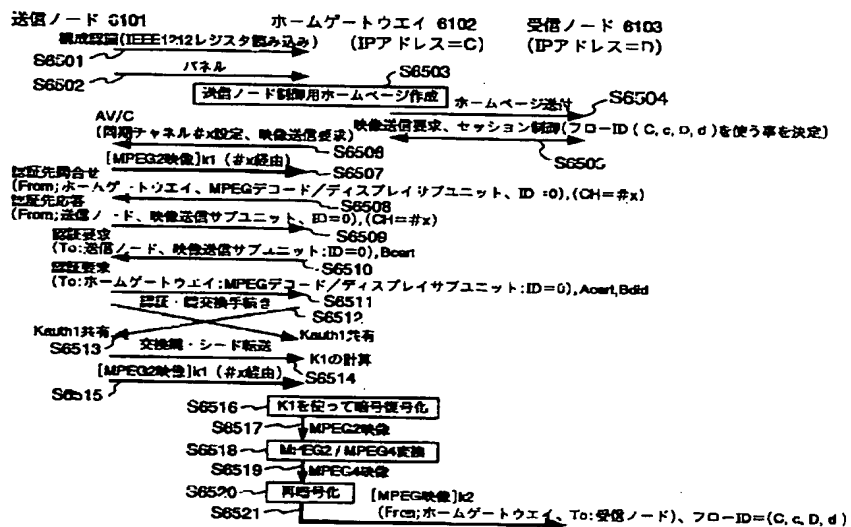 送信ノード 6101
ホームゲートウエイ 6102
(IPアドレス=C)
受信ノード 6103
(IPアドレス=D)
構成認識(IEEE1212レジスタ読み込み)
S6501
パネル
S6502
S6503
送信ノード制御用ホームページ作成
ホームページ送付
S6504
映像送信要求、セッション制御(フローID (C, c, D, d)を使う事を決定)
S6505
AV/C
(同期チャネル#x設定、映像送信要求)
S6506
[MPEG2映像]k1 (#x経由)
S6507
認証先問合せ
(From;ホームゲートウエイ、MPEGデコード/ディスプレイサブユニット、ID=0),(CH=#x)
S6508
認証先応答
(From;送信ノード、映像送信サブユニット、ID=0),(CH=#x)
S6509
認証要求
(To:送信ノード、映像送信サブユニット:ID=0),Bcert
S6510
認証要求
(To:ホームゲートウエイ:MPEGデコード/ディスプレイサブユニット:ID=0),Acert,Bdid
S6511
認証・鍵交換手続き
S6512
Kauth1共有
Kauth1共有
S6513
交換鍵・シード転送
K1の計算
S6514
[MPEG2映像]k1 (#x経由)
S6515
S6516
K1を使って暗号復号化
S6517
MPEG2映像
S6518
MPEG2/MPEG4変換
S6519
MPEG4映像
S6520
再暗号化
S6521
[MPEG映像]k2
(From;ホームゲートウエイ、To:受信ノード)、フローID=(C, c, D, d)